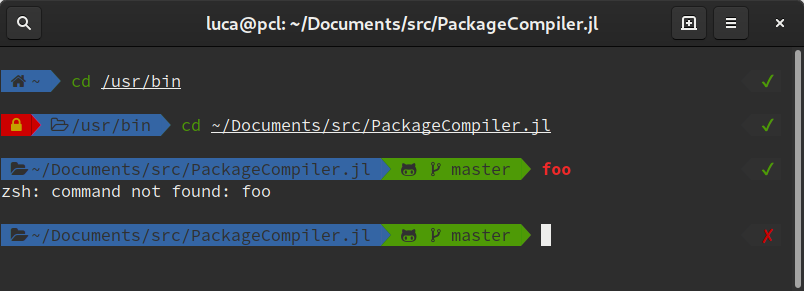 luca@pcl: ~/Documents/src/PackageCompiler.jl
~ cd /usr/bin ✓
/usr/bin cd ~/Documents/src/PackageCompiler.jl ✓
~/Documents/src/PackageCompiler.jl master foo ✓
zsh: command not found: foo
~/Documents/src/PackageCompiler.jl master ✗